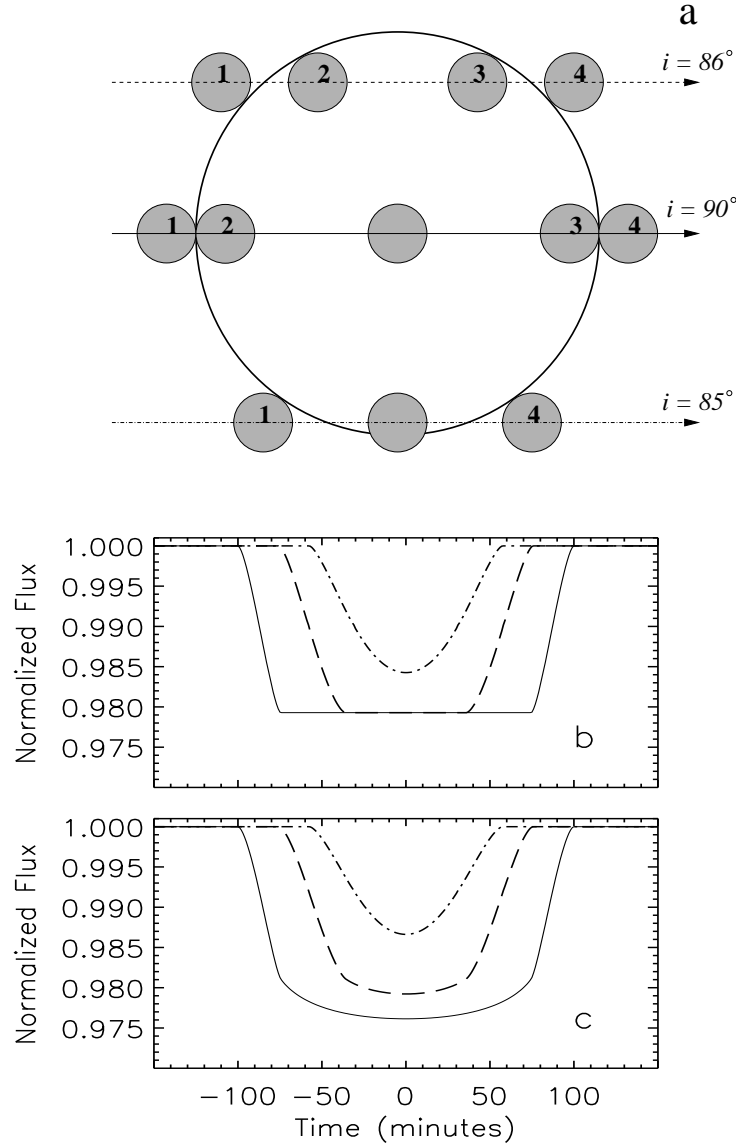 a
1 2 3 4 i = 86°
1 2 3 4 i = 90°
1 4 i = 85°
1.000
0.995
0.990
0.985
0.980
0.975
Normalized Flux
b
1.000
0.995
0.990
0.985
0.980
0.975
Normalized Flux
c
−100 −50 0 50 100
Time (minutes)